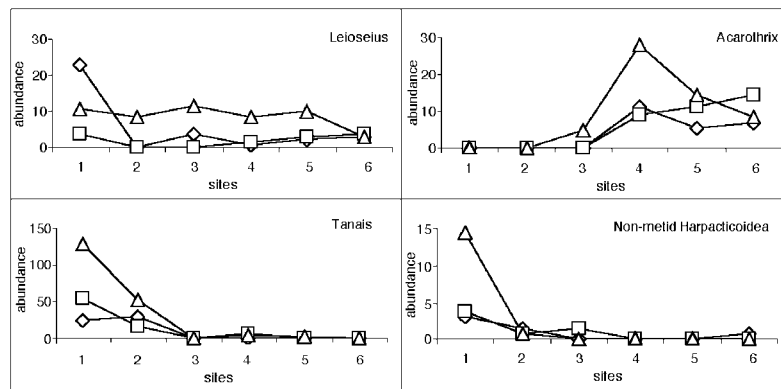 Leioseius
30
20
10
0
abundance
1 2 3 4 5 6
sites
Acarothrix
30
20
10
0
abundance
1 2 3 4 5 6
sites
Tanais
150
100
50
0
abundance
1 2 3 4 5 6
sites
Non-metid Harpacticoidea
15
10
5
0
abundance
1 2 3 4 5 6
sites